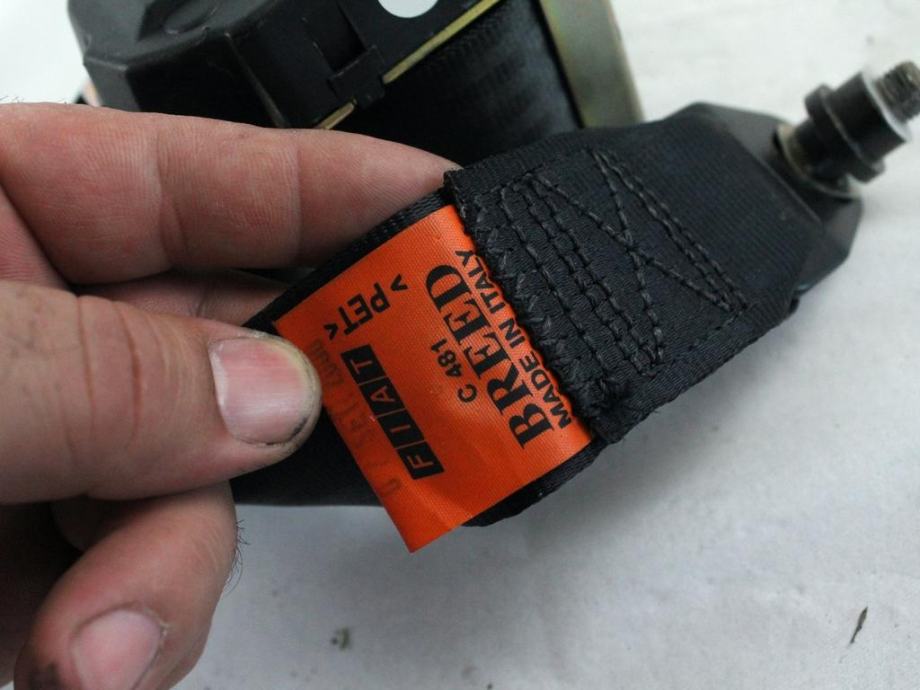 BREED
MADE IN ITALY
C 481
>PET<
FIAT